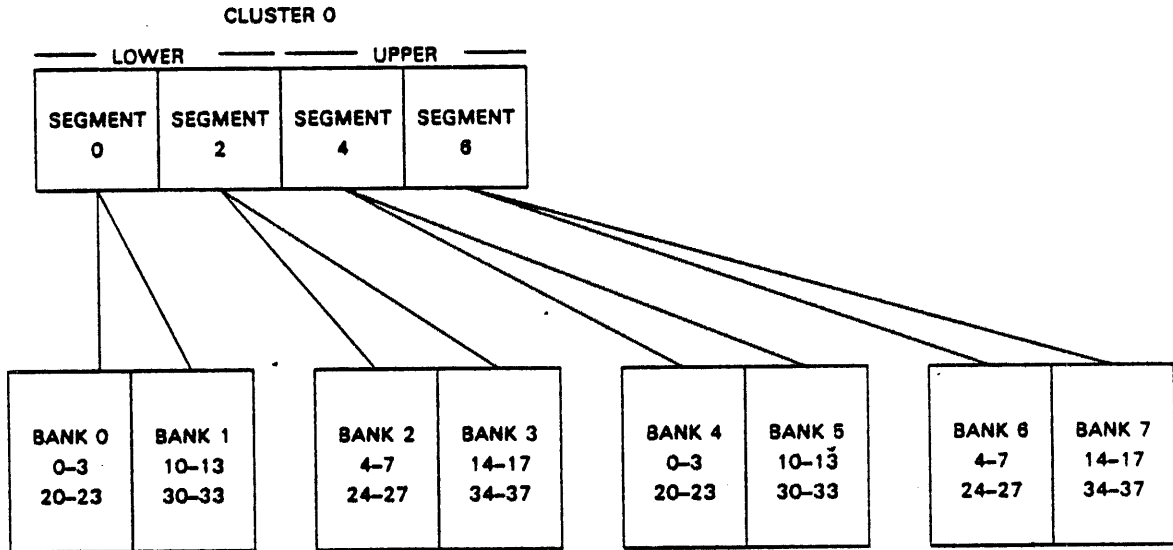 CLUSTER 0
LOWER UPPER
SEGMENT 0
SEGMENT 2
SEGMENT 4
SEGMENT 6
BANK 0
0–3
20–23
BANK 1
10–13
30–33
BANK 2
4–7
24–27
BANK 3
14–17
34–37
BANK 4
0–3
20–23
BANK 5
10–13
30–33
BANK 6
4–7
24–27
BANK 7
14–17
34–37